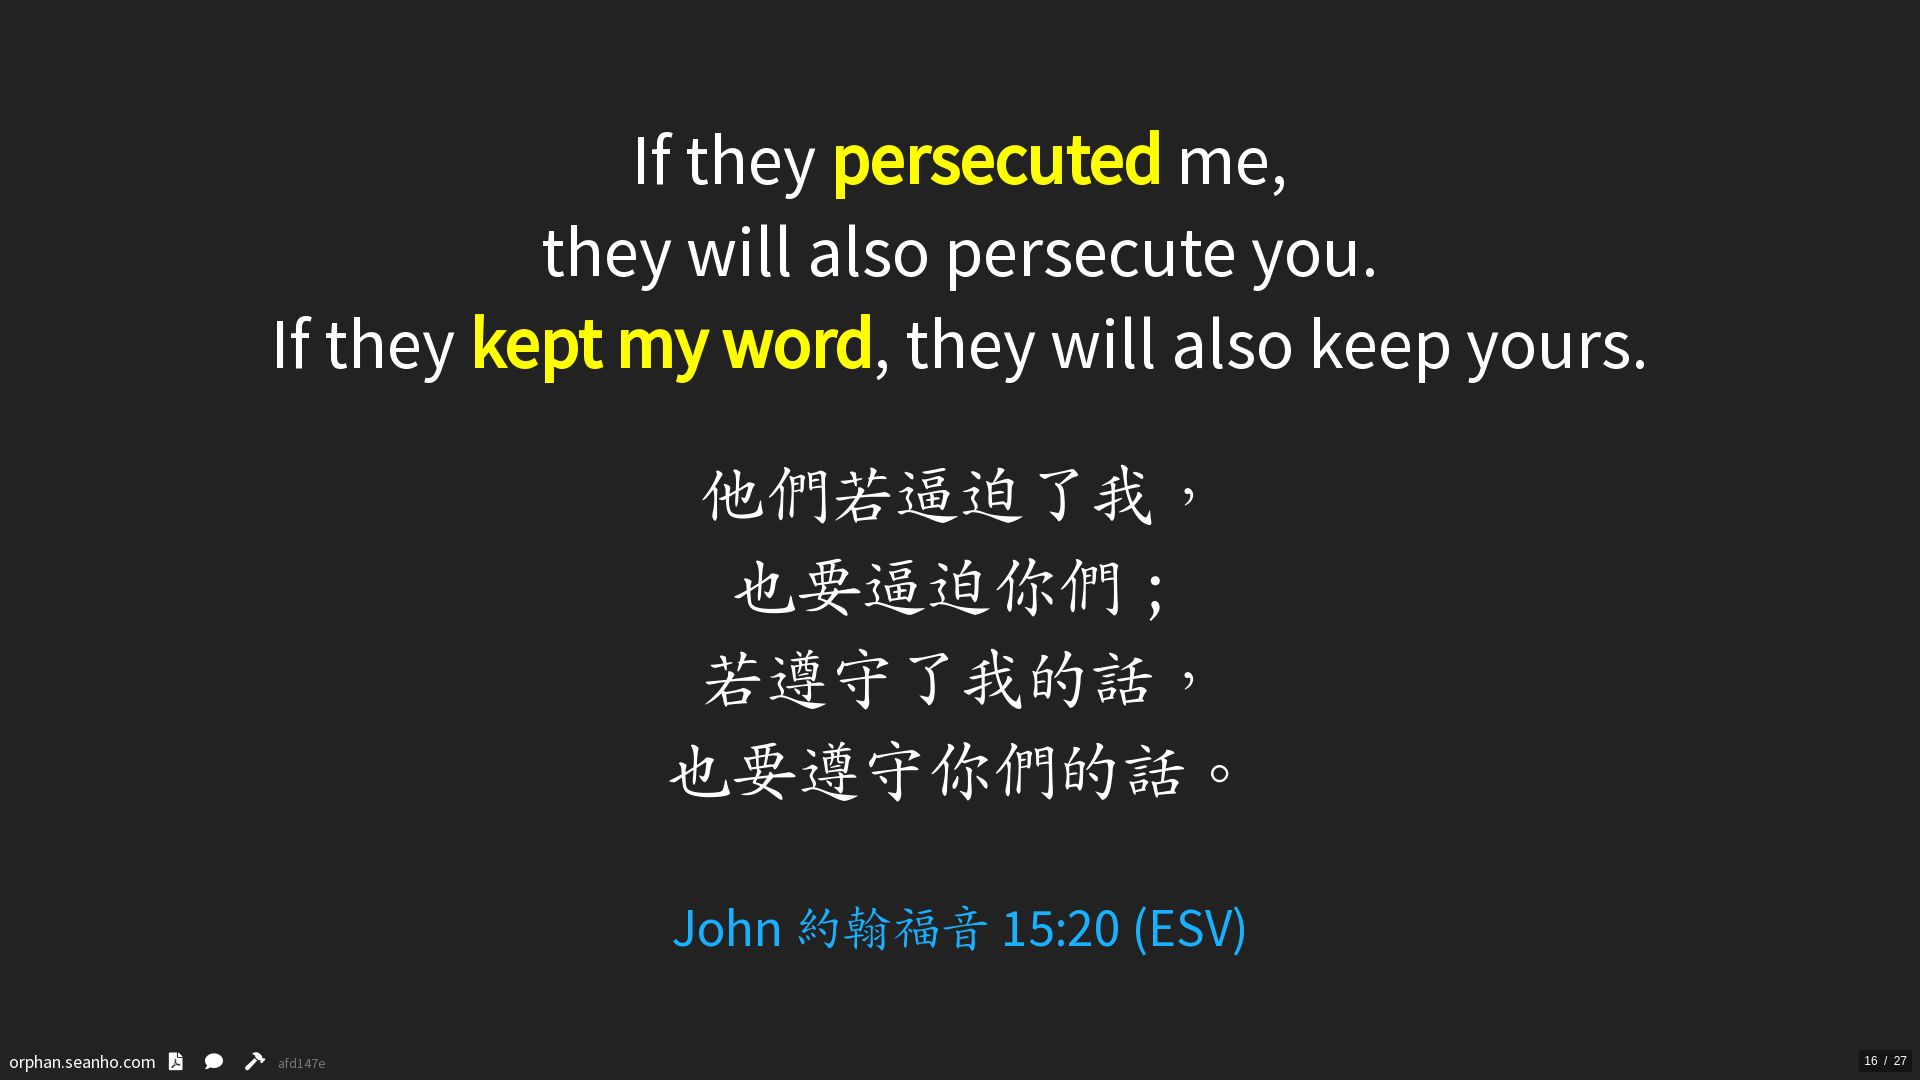 If they persecuted me,
they will also persecute you.
If they kept my word, they will also keep yours.
他們若逼迫了我，
也要逼迫你們；
若遵守了我的話，
也要遵守你們的話。
John 約翰福音 15:20 (ESV)
orphan.seanho.com afd147e
16 / 27